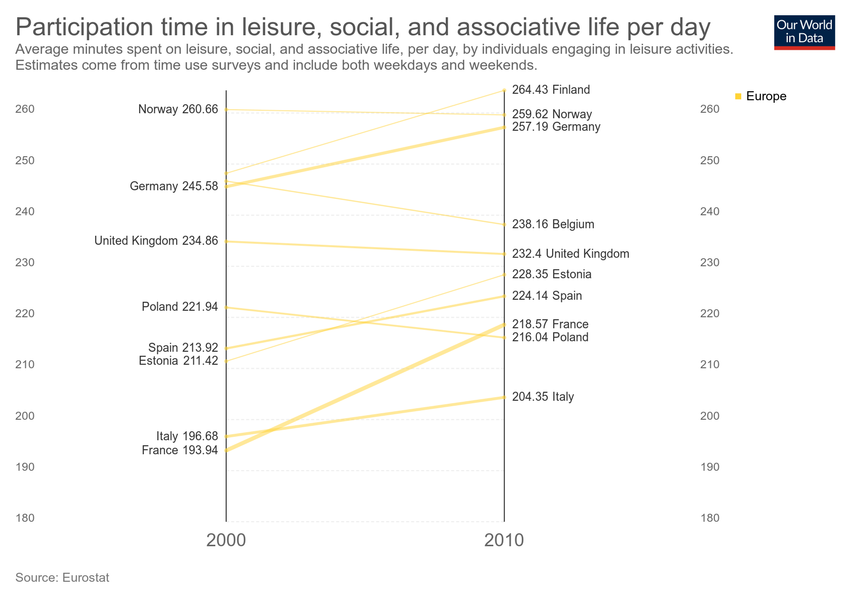 Participation time in leisure, social, and associative life per day
Our World
in Data
Average minutes spent on leisure, social, and associative life, per day, by individuals engaging in leisure activities.
Estimates come from time use surveys and include both weekdays and weekends.
264.43 Finland
Europe
260
Norway 260.66
259.62 Norway
260
257.19 Germany
250
250
Germany 245.58
240
240
238.16 Belgium
United Kingdom 234.86
232.4 United Kingdom
230
230
228.35 Estonia
224.14 Spain
220
Poland 221.94
220
218.57 France
216.04 Poland
Spain 213.92
Estonia 211.42
210
210
204.35 Italy
200
200
Italy 196.68
France 193.94
190
190
180
180
2000
2010
Source: Eurostat